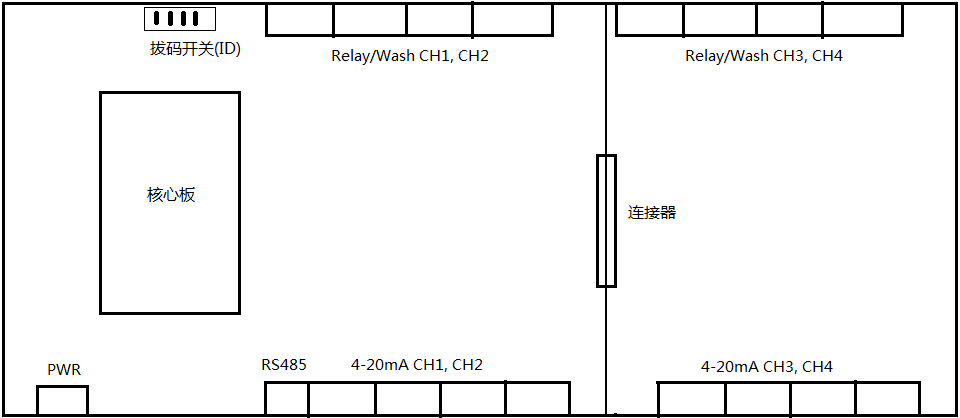 拔码开关(ID)
Relay/Wash CH1, CH2
Relay/Wash CH3, CH4
核心板
连接器
PWR
RS485
4-20mA CH1, CH2
4-20mA CH3, CH4